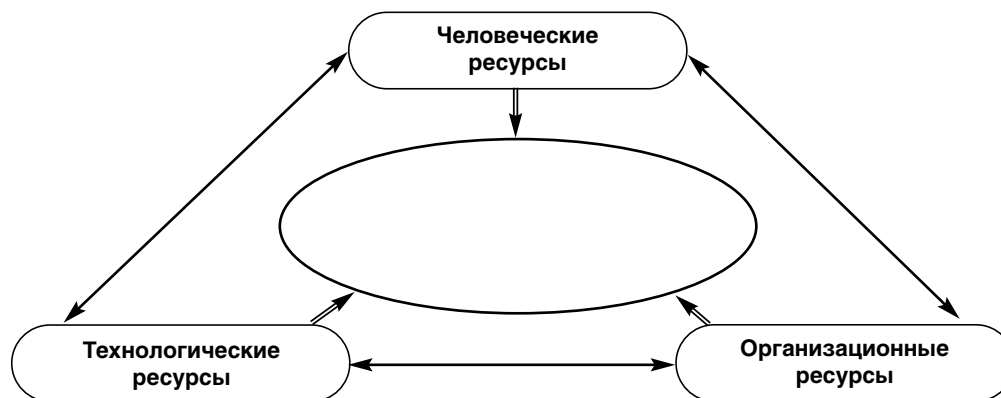 Человеческие
ресурсы
Технологические
ресурсы
Организационные
ресурсы